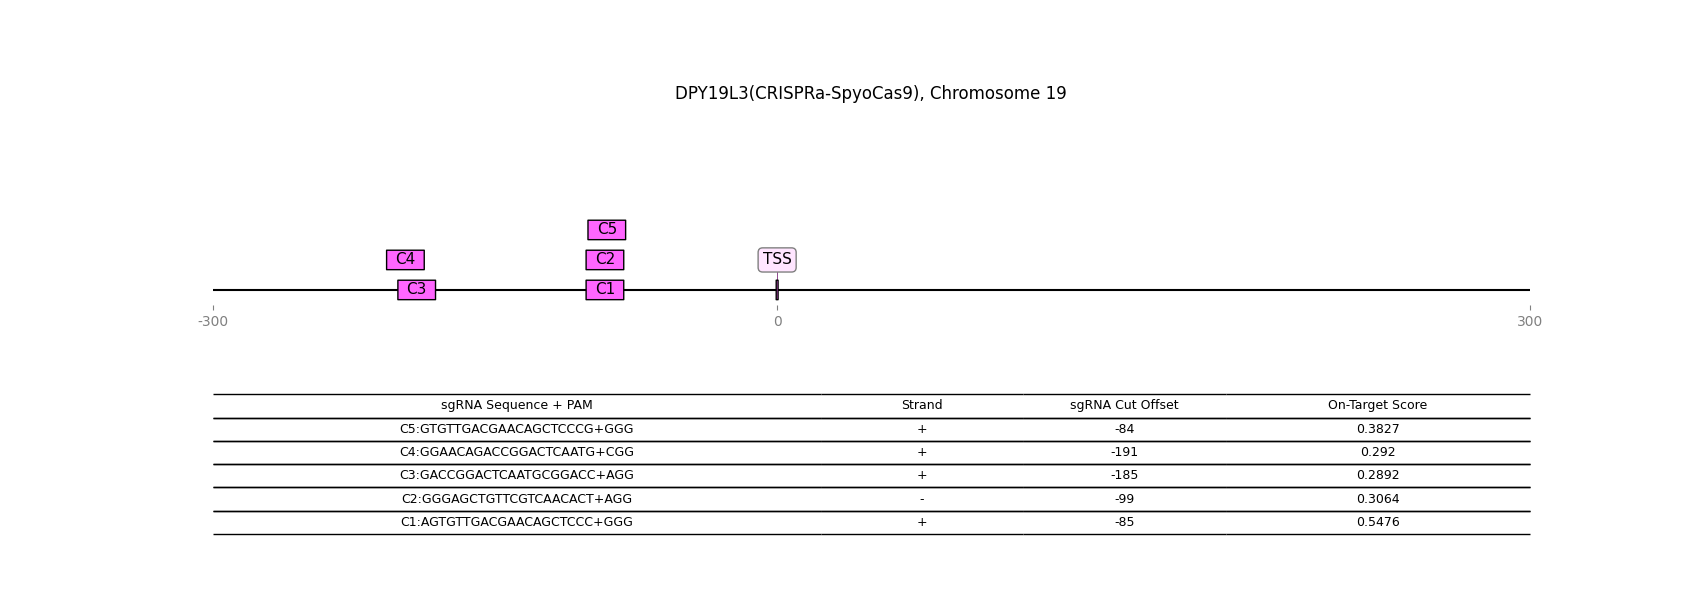 DPY19L3(CRISPRa-SpyoCas9), Chromosome 19
C5
C4 C2 TSS
C3 C1
-300 0 300
sgRNA Sequence + PAM Strand sgRNA Cut Offset On-Target Score
C5:GTGTTGACGAACAGCTCCCG+GGG + -84 0.3827
C4:GGAACAGACCGGACTCAATG+CGG + -191 0.292
C3:GACCGGACTCAATGCGGACC+AGG + -185 0.2892
C2:GGGAGCTGTTCGTCAACACT+AGG - -99 0.3064
C1:AGTGTTGACGAACAGCTCCC+GGG + -85 0.5476